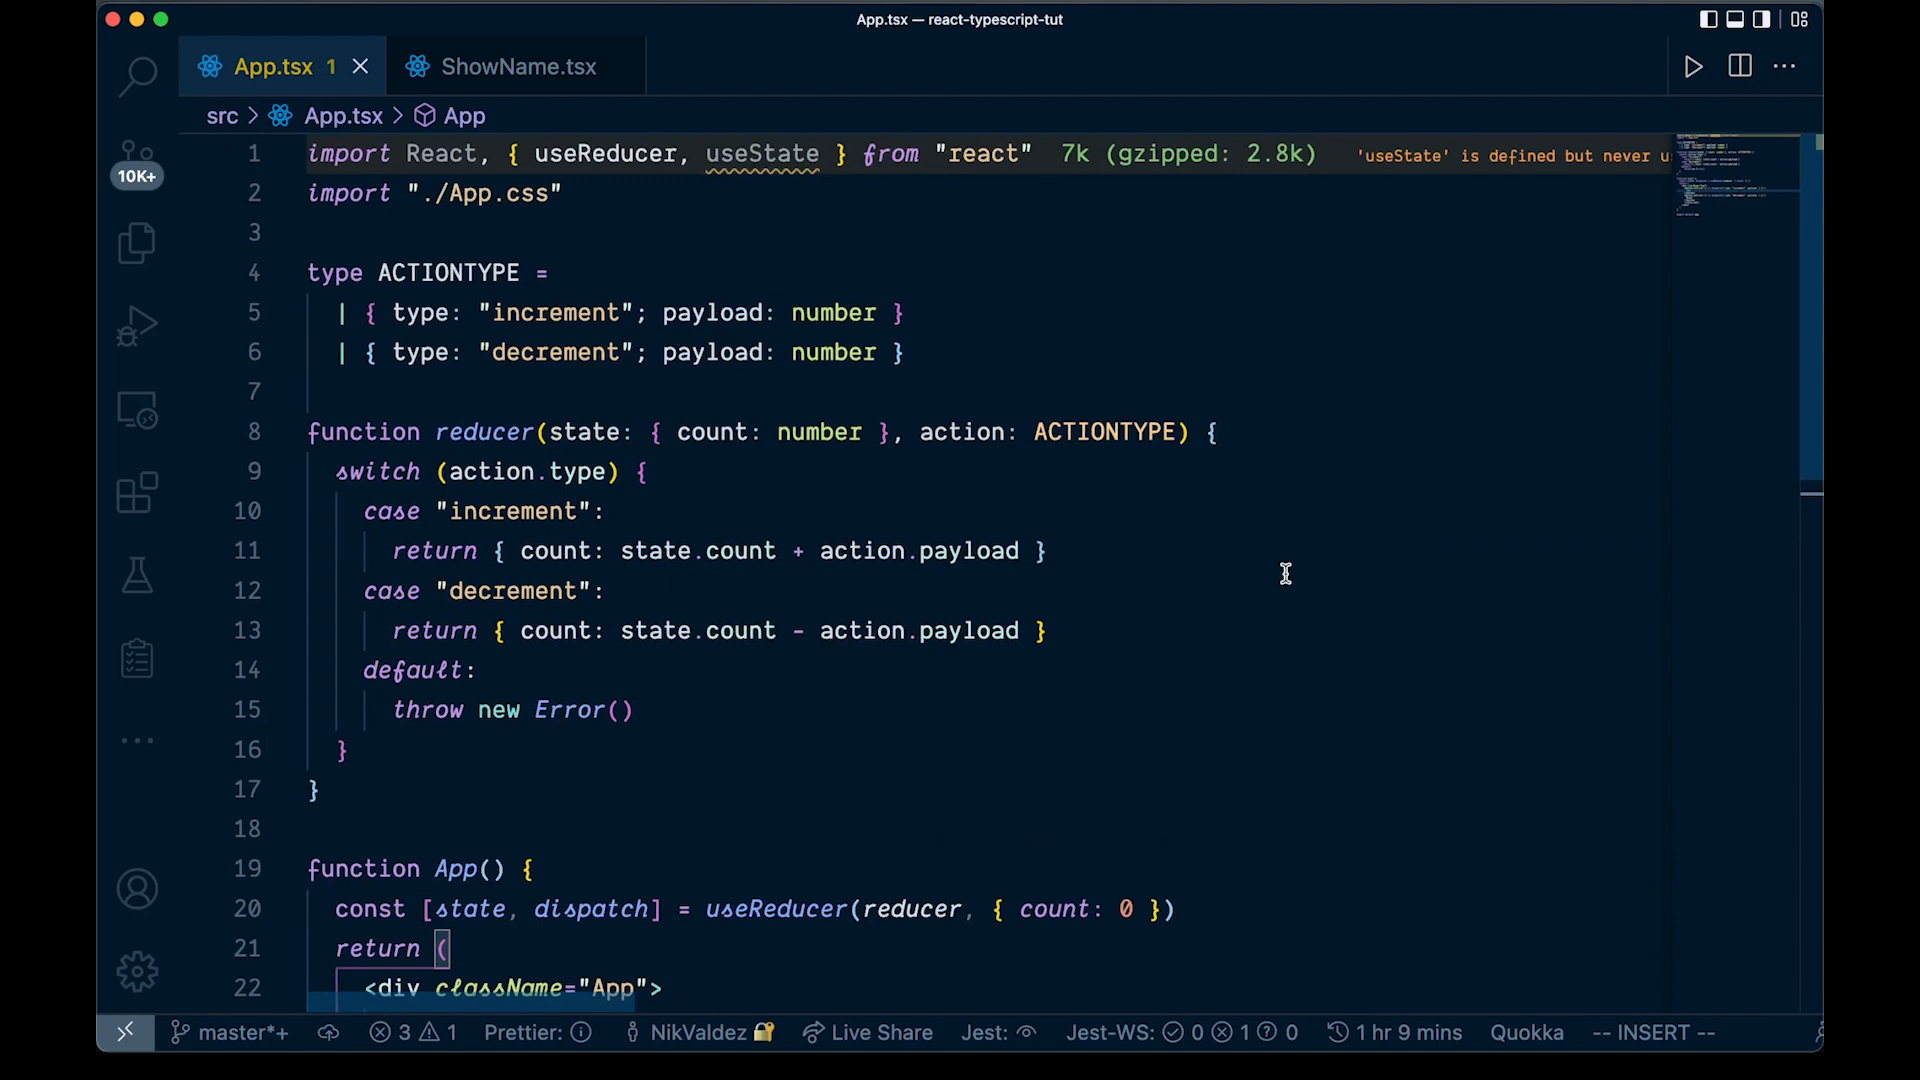 App.tsx — react-typescript-tut
App.tsx 1
ShowName.tsx
src > App.tsx > App
10K+
1 import React, { useReducer, useState } from "react" 7k (gzipped: 2.8k) 'useState' is defined but never u
2 import "./App.css"
3
4 type ACTIONTYPE =
5 | { type: "increment"; payload: number }
6 | { type: "decrement"; payload: number }
7
8 function reducer(state: { count: number }, action: ACTIONTYPE) {
9 switch (action.type) {
10 case "increment":
11 return { count: state.count + action.payload }
12 case "decrement":
13 return { count: state.count - action.payload }
14 default:
15 throw new Error()
16 }
17 }
18
19 function App() {
20 const [state, dispatch] = useReducer(reducer, { count: 0 })
21 return (
22 <div className="App">
master*+ 3 1 Prettier: NikValdez Live Share Jest: Jest-WS: 0 1 0 1 hr 9 mins Quokka -- INSERT --